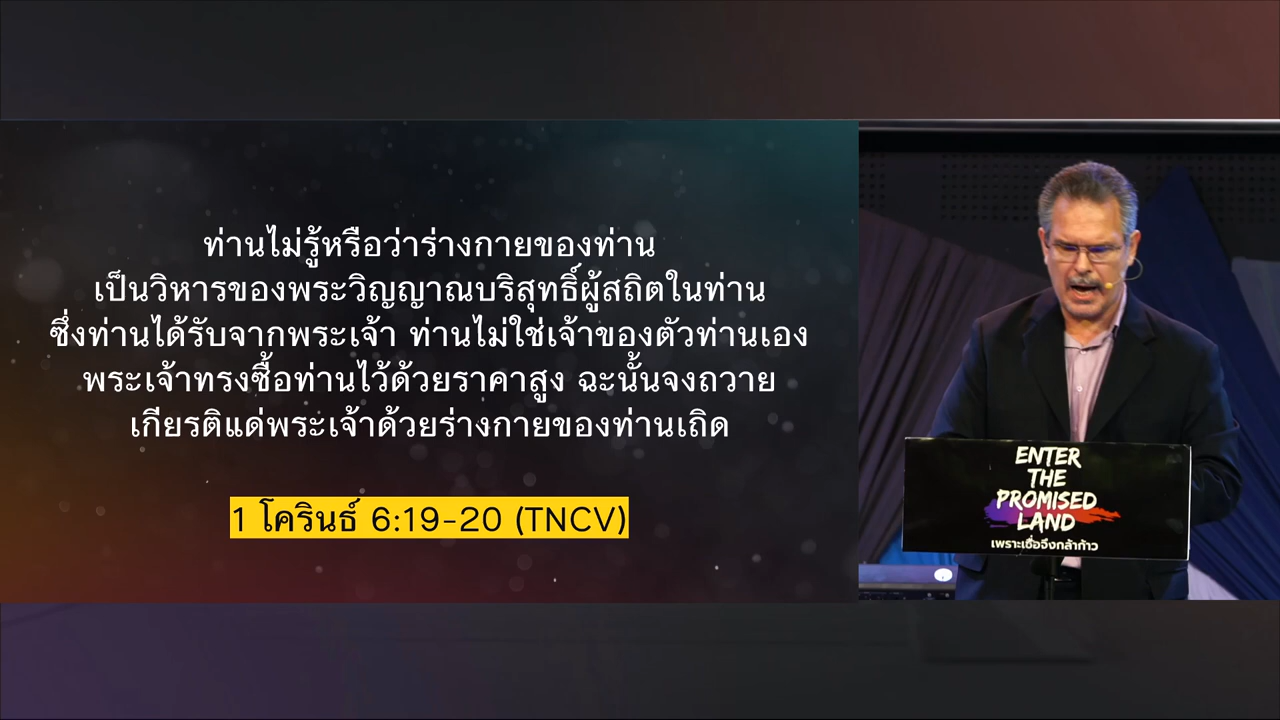 ท่านไม่รู้หรือว่าร่างกายของท่าน
เป็นวิหารของพระวิญญาณบริสุทธิ์ผู้สถิตในท่าน
ซึ่งท่านได้รับจากพระเจ้า ท่านไม่ใช่เจ้าของตัวท่านเอง
พระเจ้าทรงซื้อท่านไว้ด้วยราคาสูง ฉะนั้นจงถวาย
เกียรติแด่พระเจ้าด้วยร่างกายของท่านเถิด
1 โครินธ์ 6:19-20 (TNCV)
ENTER
THE
PROMISED
LAND
เพราะเชื่อจึงกล้าก้าว